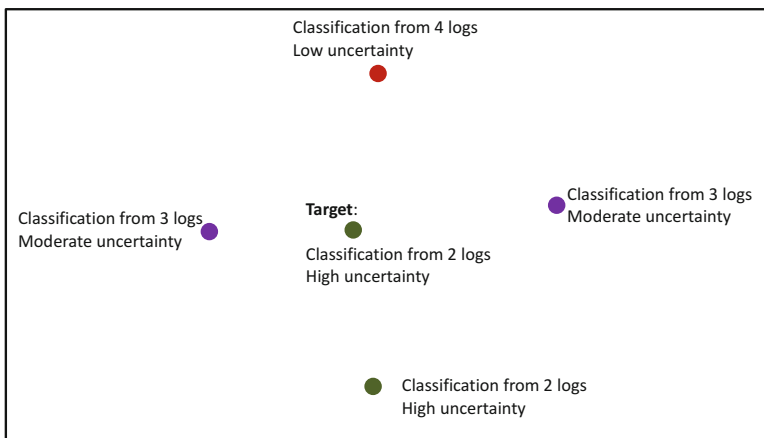 Classification from 4 logs
Low uncertainty
Classification from 3 logs
Moderate uncertainty
Target:
Classification from 3 logs
Moderate uncertainty
Classification from 2 logs
High uncertainty
Classification from 2 logs
High uncertainty